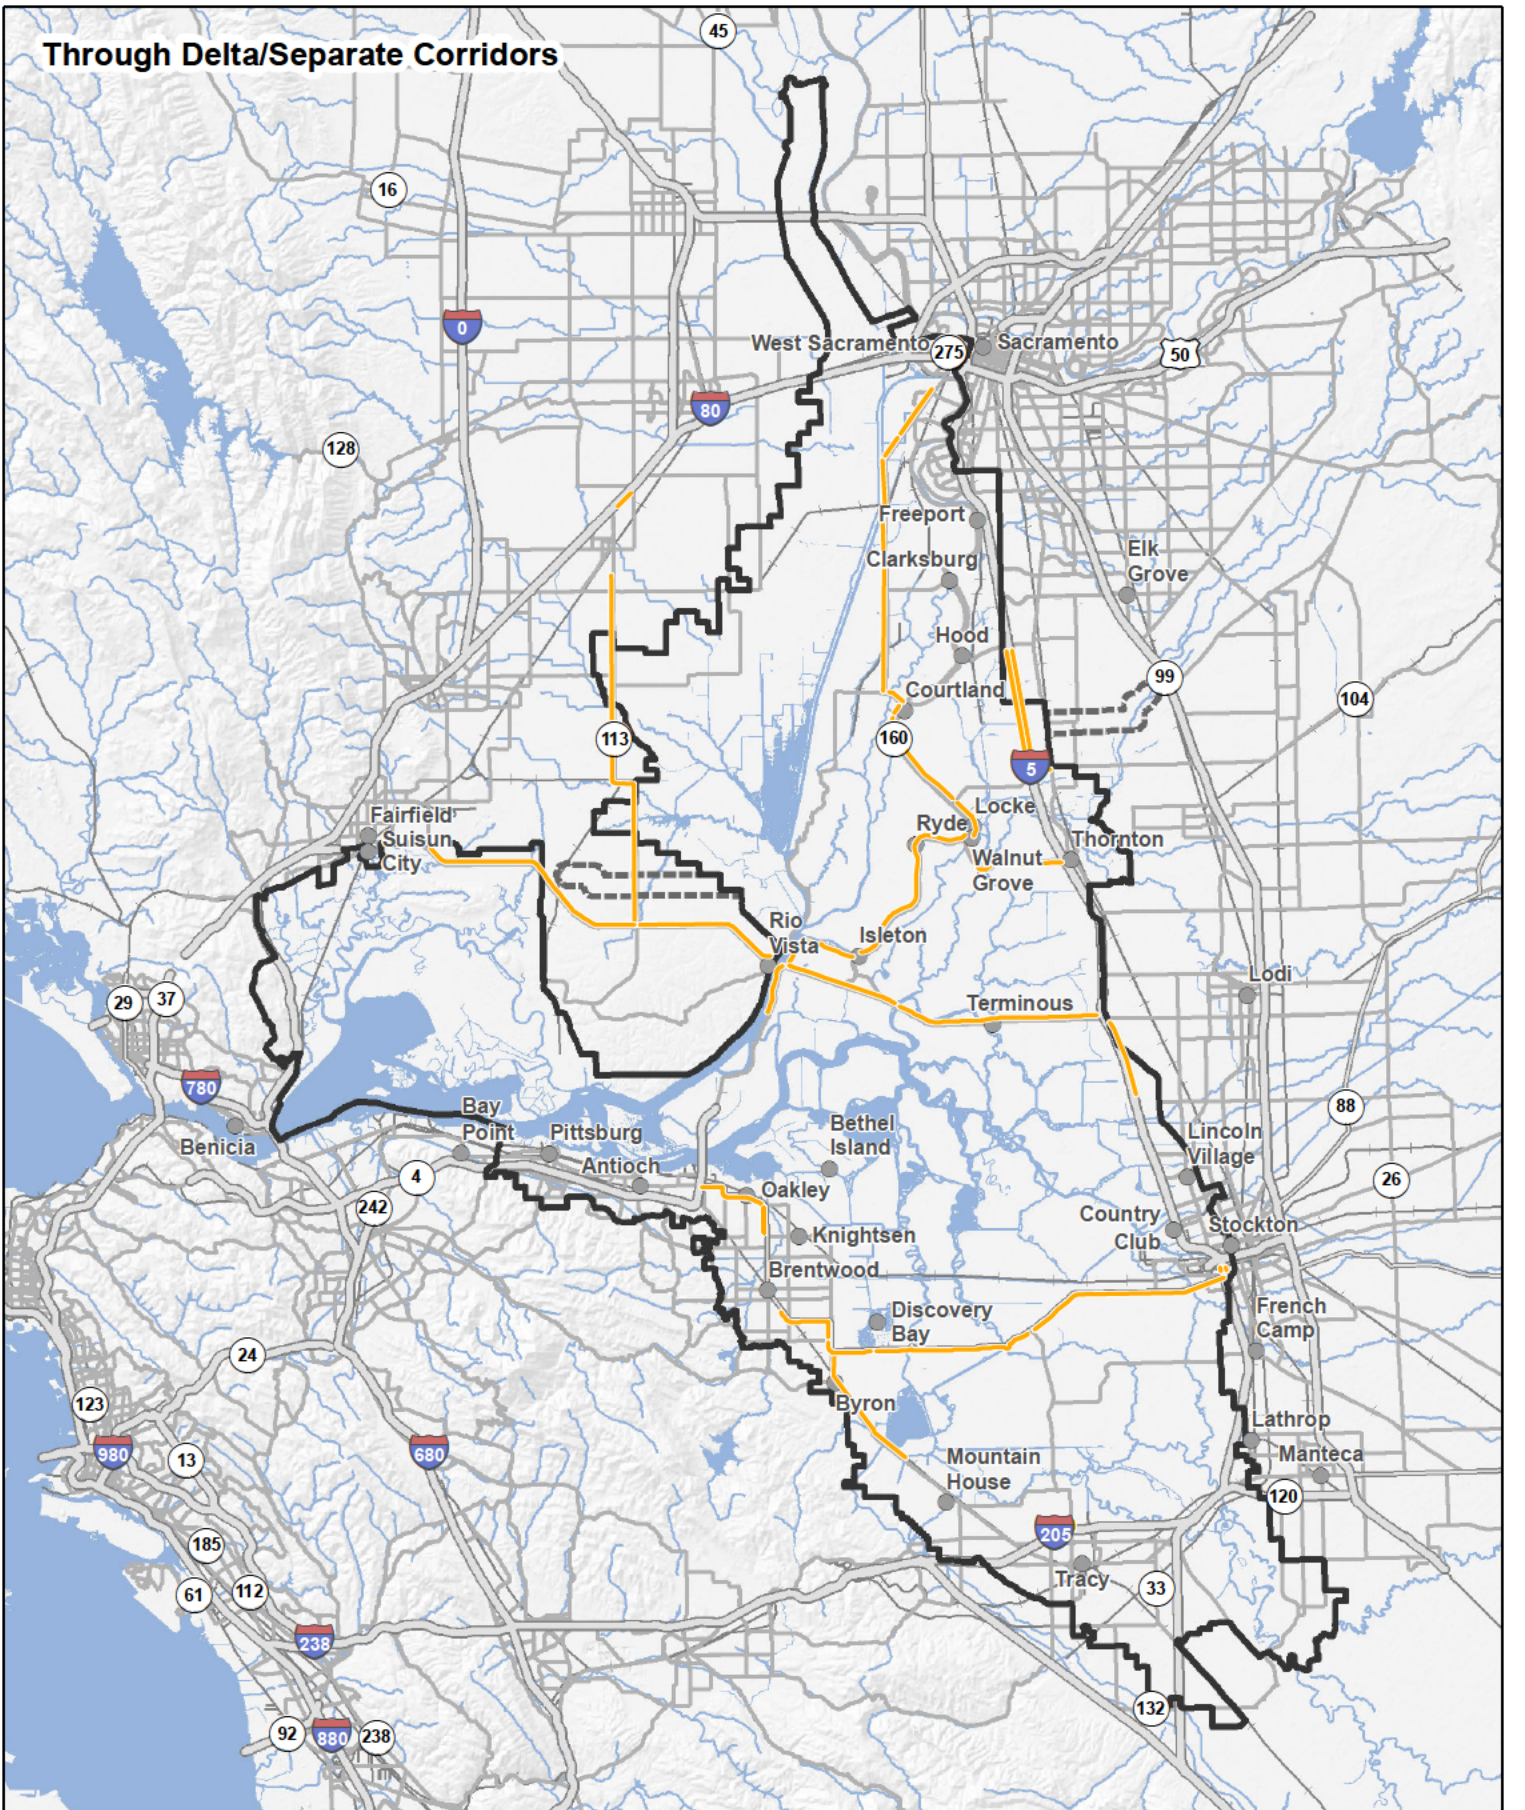 Through Delta/Separate Corridors
45
16
0
West Sacramento
275
Sacramento
50
80
128
Freeport
Clarksburg
Elk
Grove
Hood
99
Courtland
104
113
160
5
Locke
Fairfield
Ryde
Suisun
City
Thornton
Walnut
Grove
Rio
Vista
Isleton
Lodi
29
37
Terminous
780
Bay
Point
88
Benicia
Pittsburg
Bethel
Island
Lincoln
Village
Antioch
4
26
Oakley
242
Country
Club
Stockton
Knightsen
Brentwood
Discovery
Bay
French
Camp
24
123
Byron
Lathrop
980
13
680
Mountain
House
Manteca
120
205
185
Tracy
61
112
33
238
132
92
880
238